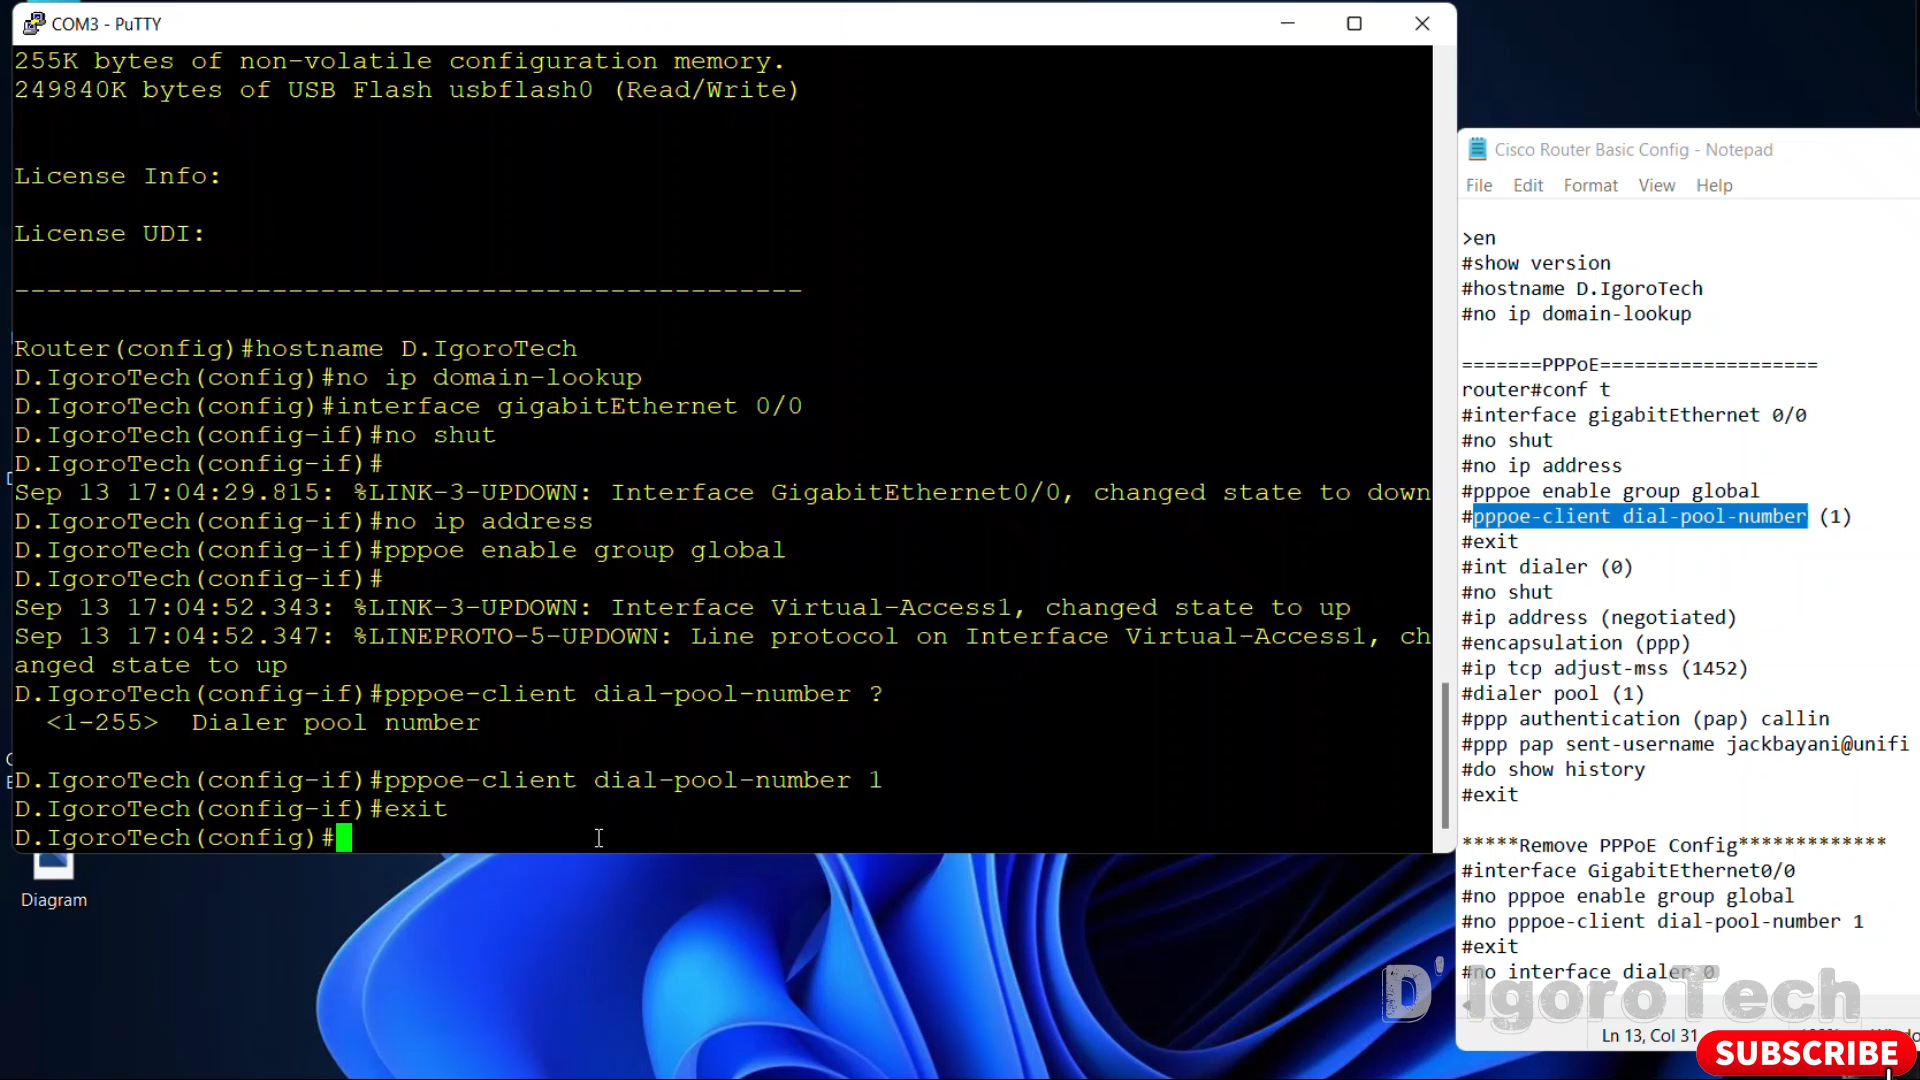 COM3 - PuTTY
255K bytes of non-volatile configuration memory.
249840K bytes of USB Flash usbflash0 (Read/Write)
License Info:
License UDI:
-------------------------------------------------
Router(config)#hostname D.IgoroTech
D.IgoroTech(config)#no ip domain-lookup
D.IgoroTech(config)#interface gigabitEthernet 0/0
D.IgoroTech(config-if)#no shut
D.IgoroTech(config-if)#
Sep 13 17:04:29.815: %LINK-3-UPDOWN: Interface GigabitEthernet0/0, changed state to down
D.IgoroTech(config-if)#no ip address
D.IgoroTech(config-if)#pppoe enable group global
D.IgoroTech(config-if)#
Sep 13 17:04:52.343: %LINK-3-UPDOWN: Interface Virtual-Access1, changed state to up
Sep 13 17:04:52.347: %LINEPROTO-5-UPDOWN: Line protocol on Interface Virtual-Access1, ch
anged state to up
D.IgoroTech(config-if)#pppoe-client dial-pool-number ?
<1-255>  Dialer pool number
D.IgoroTech(config-if)#pppoe-client dial-pool-number 1
D.IgoroTech(config-if)#exit
D.IgoroTech(config)#
Diagram
Cisco Router Basic Config - Notepad
File Edit Format View Help
>en
#show version
#hostname D.IgoroTech
#no ip domain-lookup
=======PPPoE===================
router#conf t
#interface gigabitEthernet 0/0
#no shut
#no ip address
#pppoe enable group global
#pppoe-client dial-pool-number (1)
#exit
#int dialer (0)
#no shut
#ip address (negotiated)
#encapsulation (ppp)
#ip tcp adjust-mss (1452)
#dialer pool (1)
#ppp authentication (pap) callin
#ppp pap sent-username jackbayani@unifi
#do show history
#exit
*****Remove PPPoE Config*************
#interface GigabitEthernet0/0
#no pppoe enable group global
#no pppoe-client dial-pool-number 1
#exit
#no interface dialer 0
D' IgoroTech
Ln 13, Col 31
SUBSCRIBE